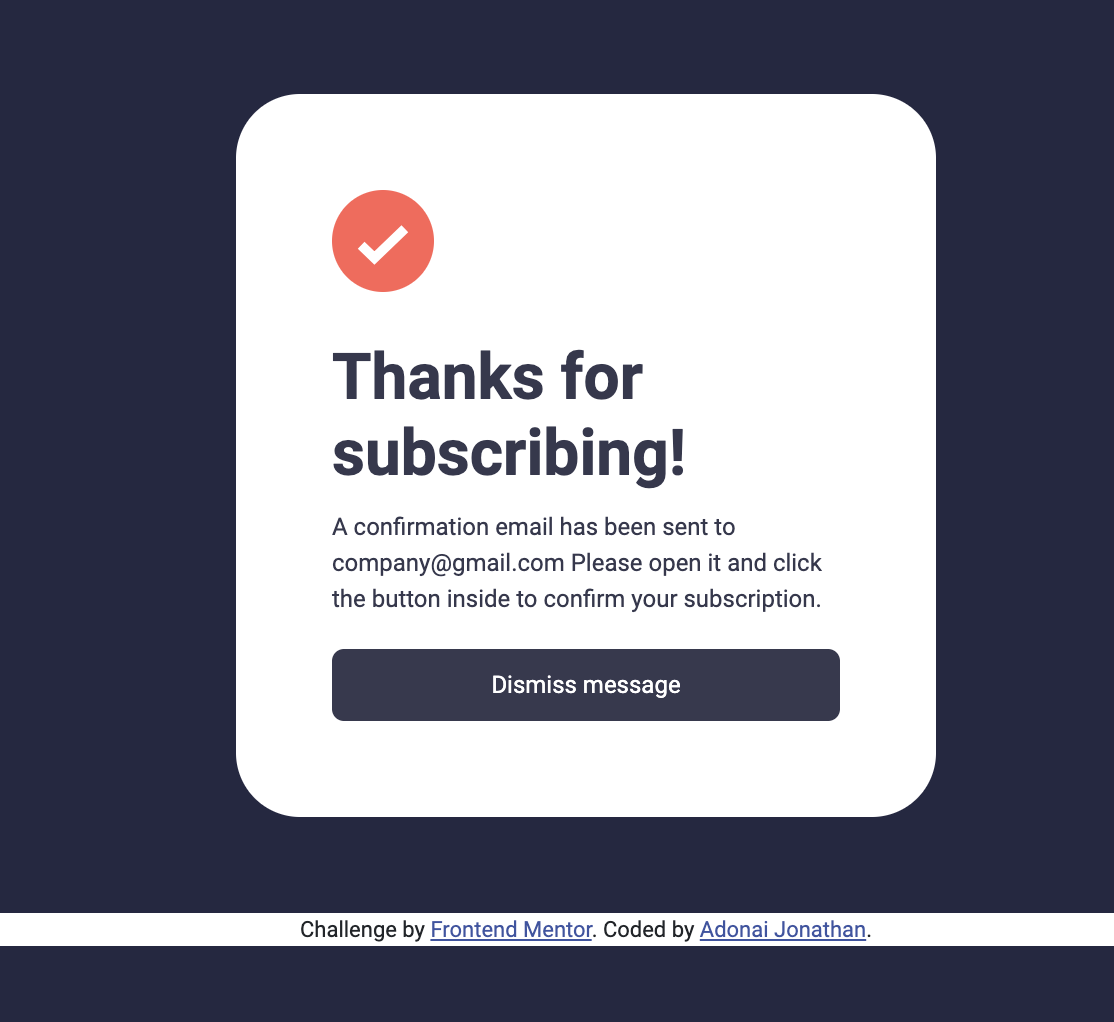 Thanks for
subscribing!
A confirmation email has been sent to
company@gmail.com Please open it and click
the button inside to confirm your subscription.
Dismiss message
Challenge by Frontend Mentor. Coded by Adonai Jonathan.